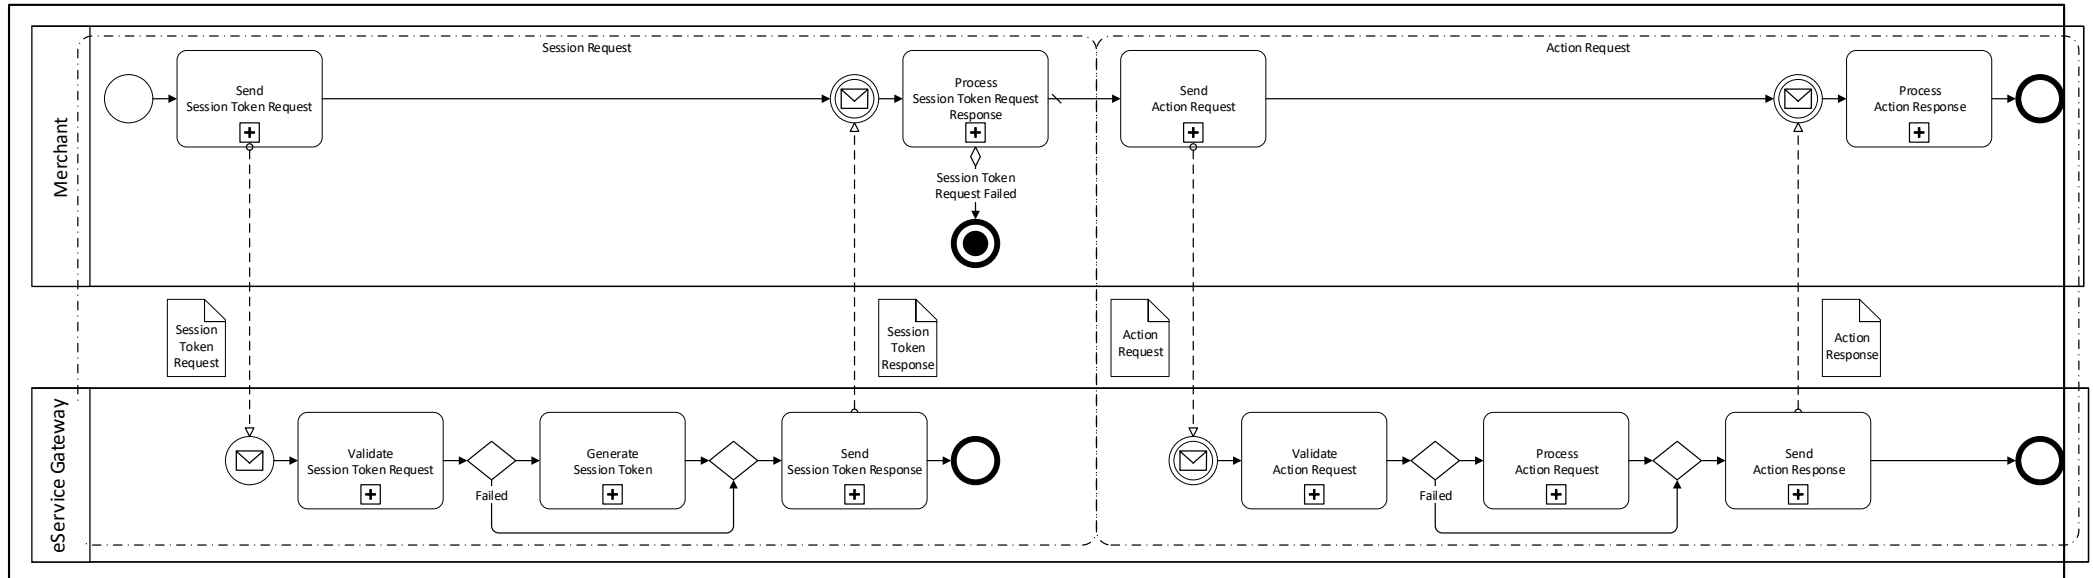 Session Request
Action Request
Merchant
Send
Session Token Request
Process
Session Token Request
Response
Session Token
Request Failed
Send
Action Request
Process
Action Response
Session
Token
Request
Session
Token
Response
Action
Request
Action
Response
eService Gateway
Validate
Session Token Request
Failed
Generate
Session Token
Send
Session Token Response
Validate
Action Request
Failed
Process
Action Request
Send
Action Response